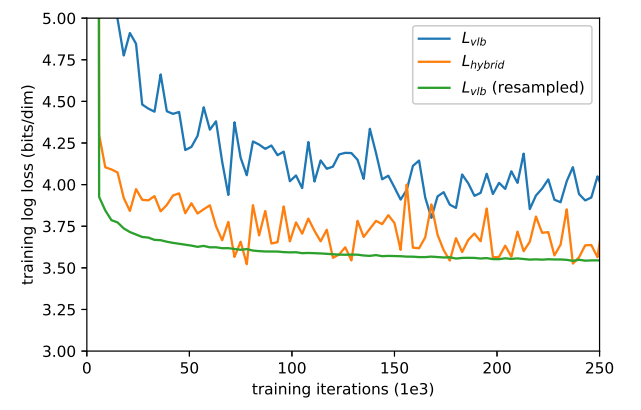 5.00
4.75
4.50
4.25
4.00
3.75
3.50
3.25
3.00
training log loss (bits/dim)
L_vlb
L_hybrid
L_vlb (resampled)
0 50 100 150 200 250
training iterations (1e3)